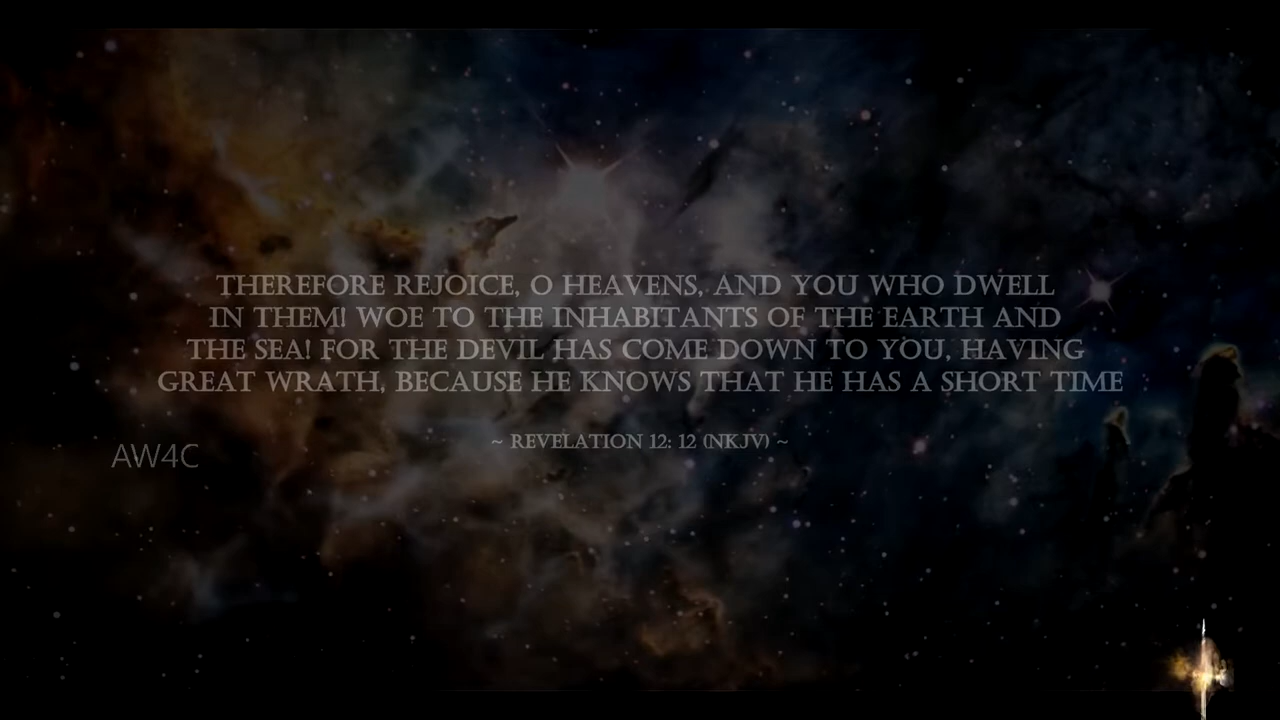 THEREFORE REJOICE, O HEAVENS, AND YOU WHO DWELL
IN THEM! WOE TO THE INHABITANTS OF THE EARTH AND
THE SEA! FOR THE DEVIL HAS COME DOWN TO YOU, HAVING
GREAT WRATH, BECAUSE HE KNOWS THAT HE HAS A SHORT TIME
~ REVELATION 12: 12 (NKJV) ~
AW4C